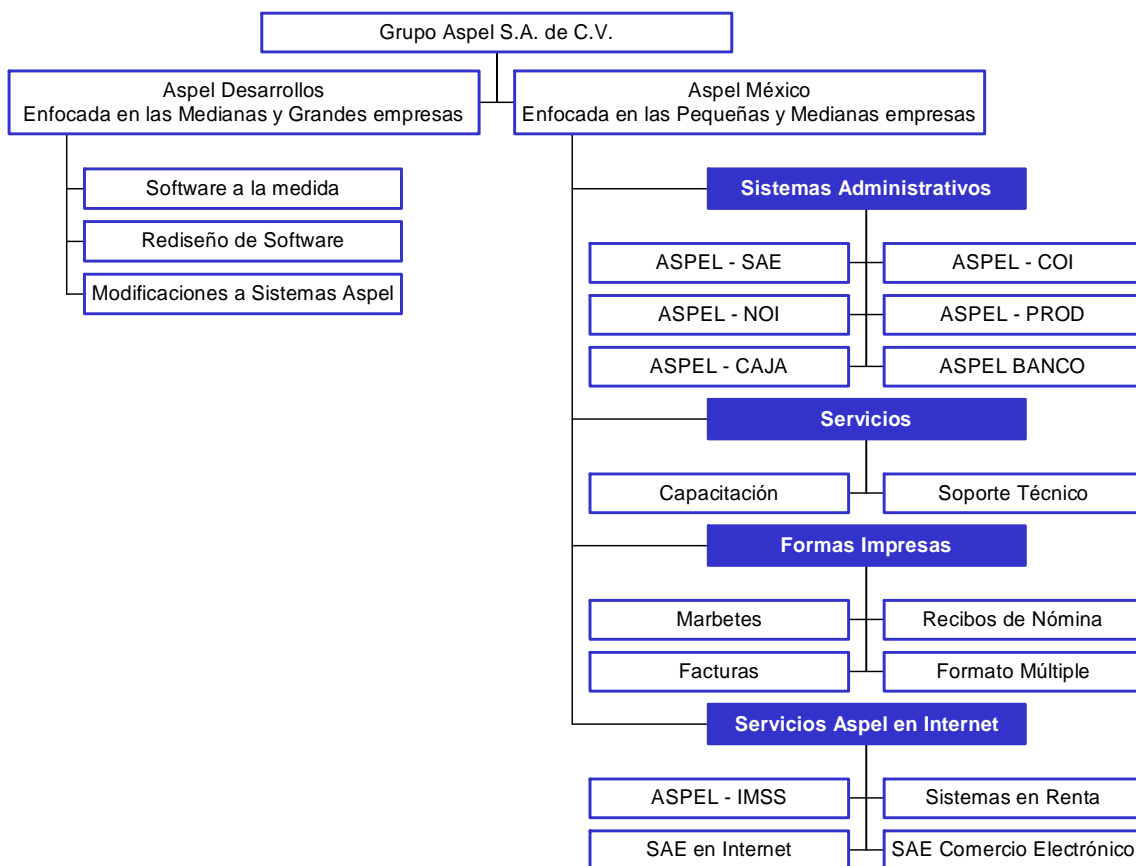 Grupo Aspel S.A. de C.V.
Aspel Desarrollos
Enfocada en las Medianas y Grandes empresas
Aspel México
Enfocada en las Pequeñas y Medianas empresas
Software a la medida
Rediseño de Software
Modificaciones a Sistemas Aspel
Sistemas Administrativos
ASPEL - SAE
ASPEL - COI
ASPEL - NOI
ASPEL - PROD
ASPEL - CAJA
ASPEL BANCO
Servicios
Capacitación
Soporte Técnico
Formas Impresas
Marbetes
Recibos de Nómina
Facturas
Formato Múltiple
Servicios Aspel en Internet
ASPEL - IMSS
Sistemas en Renta
SAE en Internet
SAE Comercio Electrónico